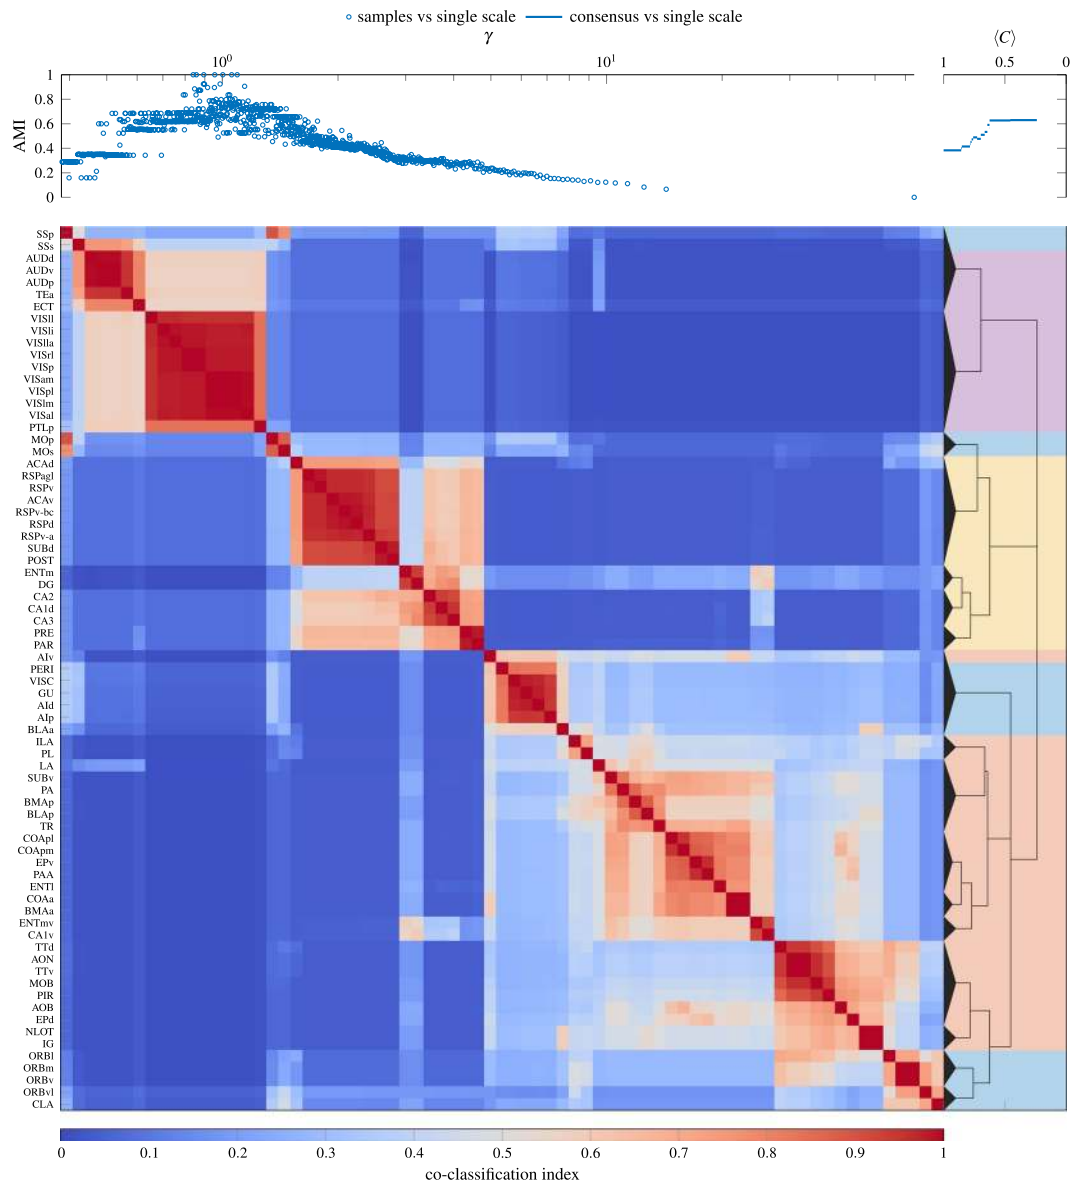 samples vs single scale consensus vs single scale
γ ⟨C⟩
10⁰ 10¹ 1 0.5 0
1
0.8
0.6
0.4
0.2
0
AMI
SSp
SSs
AUDd
AUDv
AUDp
TEa
ECT
VISll
VISli
VISlla
VISrl
VISp
VISam
VISpl
VISlm
VISal
PTLp
MOp
MOs
ACAd
RSPagl
RSPv
ACAv
RSPv-bc
RSPd
RSPv-a
SUBd
POST
ENTm
DG
CA2
CA1d
CA3
PRE
PAR
AIv
PERI
VISC
GU
AId
AIp
BLAa
ILA
PL
LA
SUBv
PA
BMAp
BLAp
TR
COApl
COApm
EPv
PAA
ENTl
COAa
BMAa
ENTmv
CA1v
TTd
AON
TTv
MOB
PIR
AOB
EPd
NLOT
IG
ORBl
ORBm
ORBv
ORBvl
CLA
0 0.1 0.2 0.3 0.4 0.5 0.6 0.7 0.8 0.9 1
co-classification index